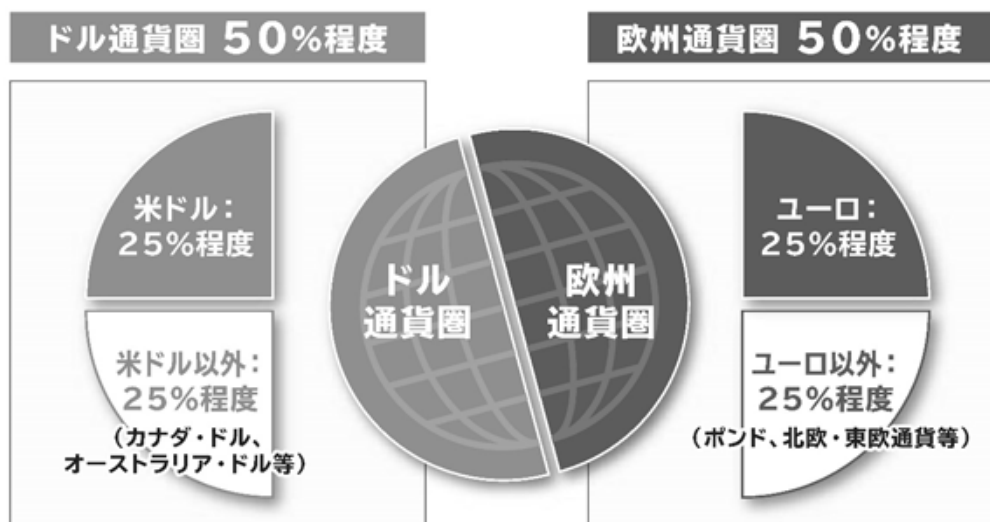 ドル通貨圏 50%程度
欧州通貨圏 50%程度
米ドル:
25%程度
米ドル以外:
25%程度
(カナダ・ドル、
オーストラリア・ドル等)
ドル
通貨圏
欧州
通貨圏
ユーロ:
25%程度
ユーロ以外:
25%程度
(ポンド、北欧・東欧通貨等)